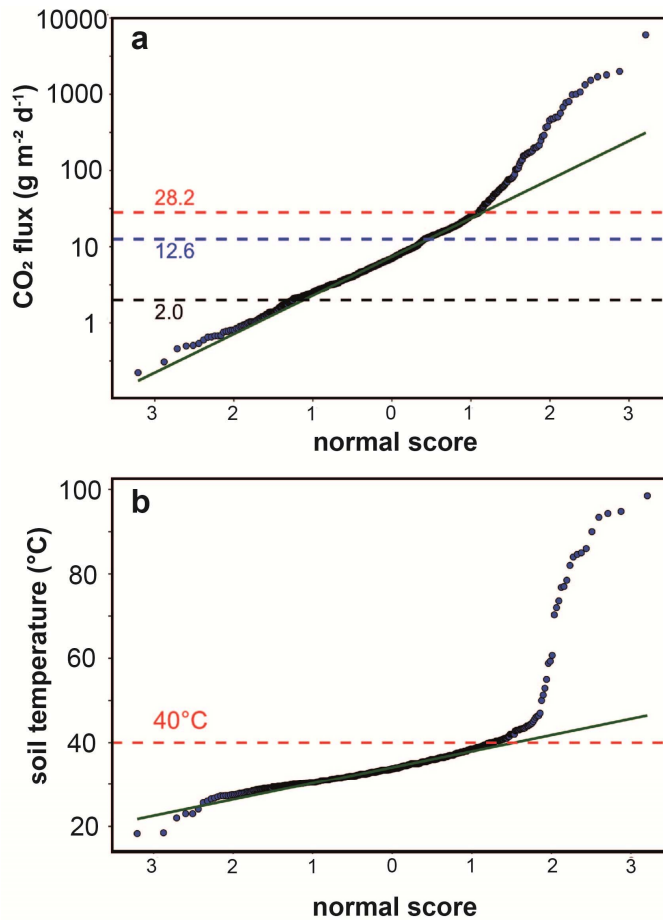 a
10000
1000
100
10
1
CO₂ flux (g m⁻² d⁻¹)
28.2
12.6
2.0
3 2 1 0 1 2 3
normal score
b
100
80
60
40
20
soil temperature (°C)
40°C
3 2 1 0 1 2 3
normal score